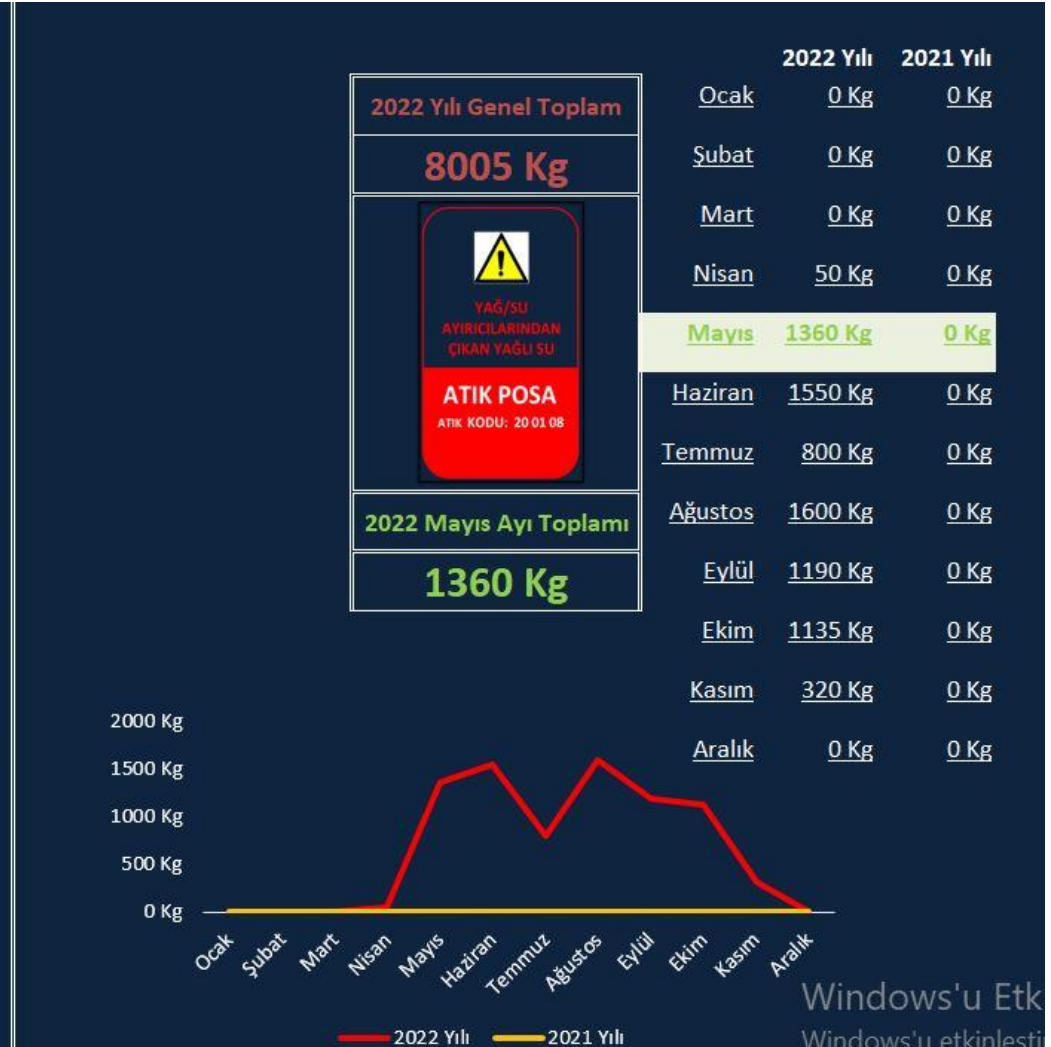 2022 Yılı 2021 Yılı
Ocak 0 Kg 0 Kg
Şubat 0 Kg 0 Kg
Mart 0 Kg 0 Kg
Nisan 50 Kg 0 Kg
Mayıs 1360 Kg 0 Kg
Haziran 1550 Kg 0 Kg
Temmuz 800 Kg 0 Kg
Ağustos 1600 Kg 0 Kg
Eylül 1190 Kg 0 Kg
Ekim 1135 Kg 0 Kg
Kasım 320 Kg 0 Kg
Aralık 0 Kg 0 Kg
2022 Yılı Genel Toplam
8005 Kg
YAĞ/SU
AYIRICILARINDAN
ÇIKAN YAĞLI SU
ATIK POSA
ATIK KODU: 20 01 08
2022 Mayıs Ayı Toplamı
1360 Kg
2000 Kg
1500 Kg
1000 Kg
500 Kg
0 Kg
Ocak
Şubat
Mart
Nisan
Mayıs
Haziran
Temmuz
Ağustos
Eylül
Ekim
Kasım
Aralık
2022 Yılı 2021 Yılı
Windows'u Etk
Windows'u etkinleşti